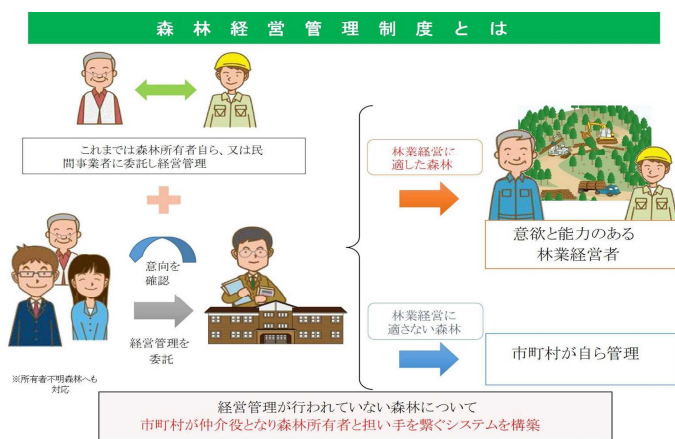 森林経営管理制度とは
これまでは森林所有者自ら、又は民
間事業者に委託し経営管理
意向を
確認
経営管理を
委託
※所有者不明森林へも
対応
林業経営に
適した森林
意欲と能力のある
林業経営者
林業経営に
適さない森林
市町村が自ら管理
経営管理が行われていない森林について
市町村が仲介役となり森林所有者と担い手を繋ぐシステムを構築